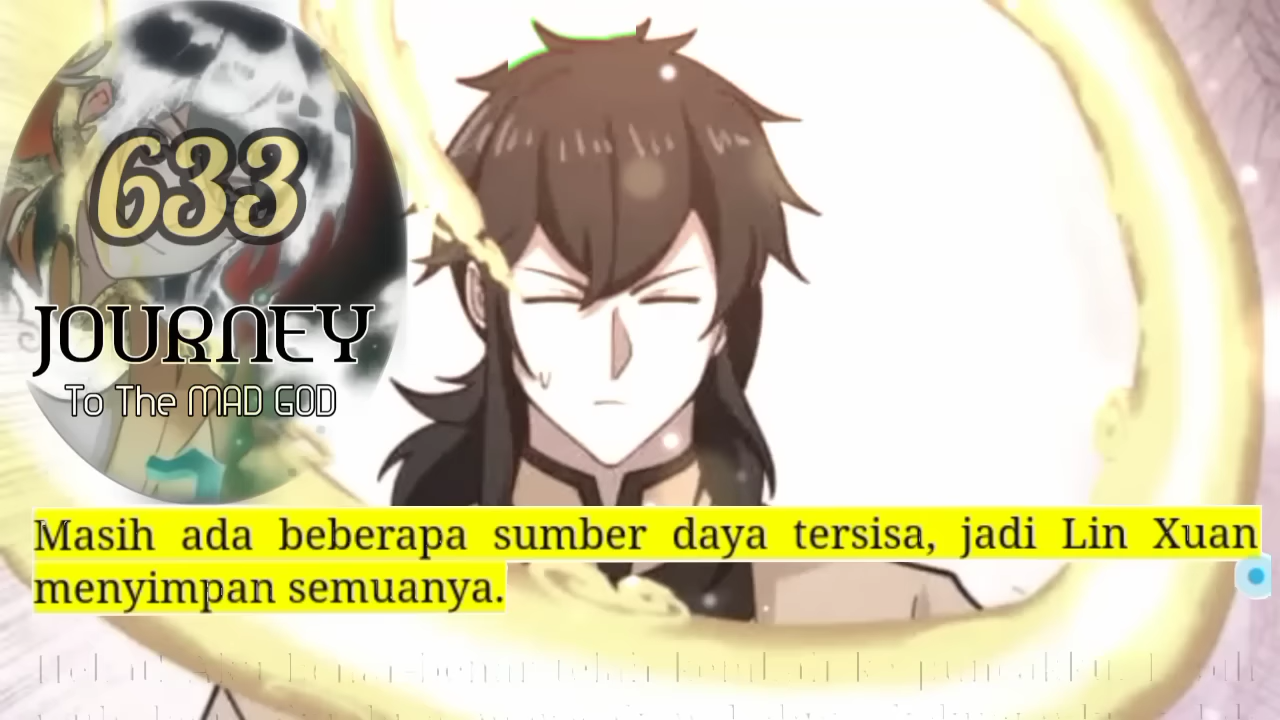 633
JOURNEY
To The MAD GOD
Masih ada beberapa sumber daya tersisa, jadi Lin Xuan
menyimpan semuanya.